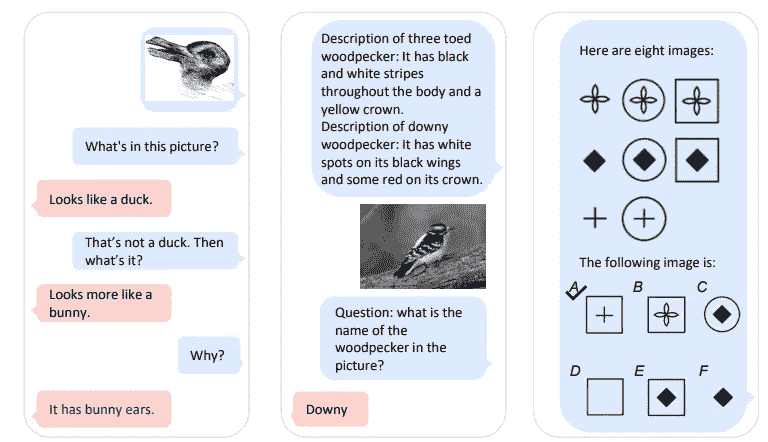 What's in this picture?
Looks like a duck.
That's not a duck. Then
what's it?
Looks more like a
bunny.
Why?
It has bunny ears.
Description of three toed
woodpecker: It has black
and white stripes
throughout the body and a
yellow crown.
Description of downy
woodpecker: It has white
spots on its black wings
and some red on its crown.
Question: what is the
name of the
woodpecker in the
picture?
Downy
Here are eight images:
The following image is:
A B C
D E F